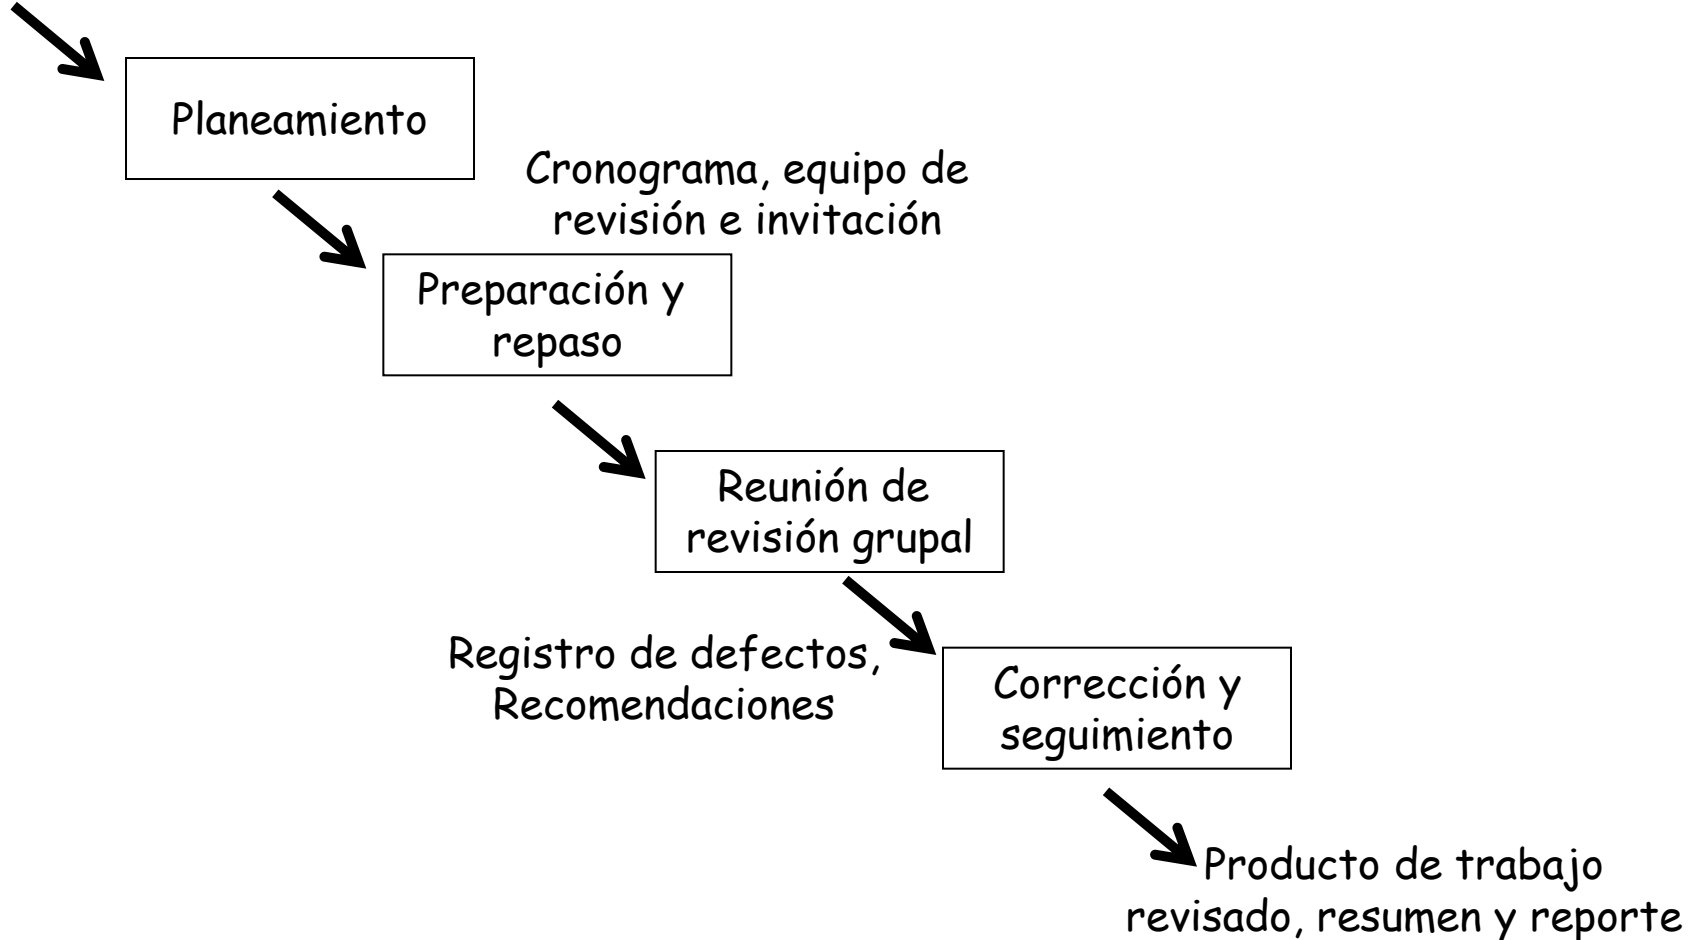 Planeamiento
Cronograma, equipo de
revisión e invitación
Preparación y
repaso
Reunión de
revisión grupal
Registro de defectos,
Recomendaciones
Corrección y
seguimiento
Producto de trabajo
revisado, resumen y reporte